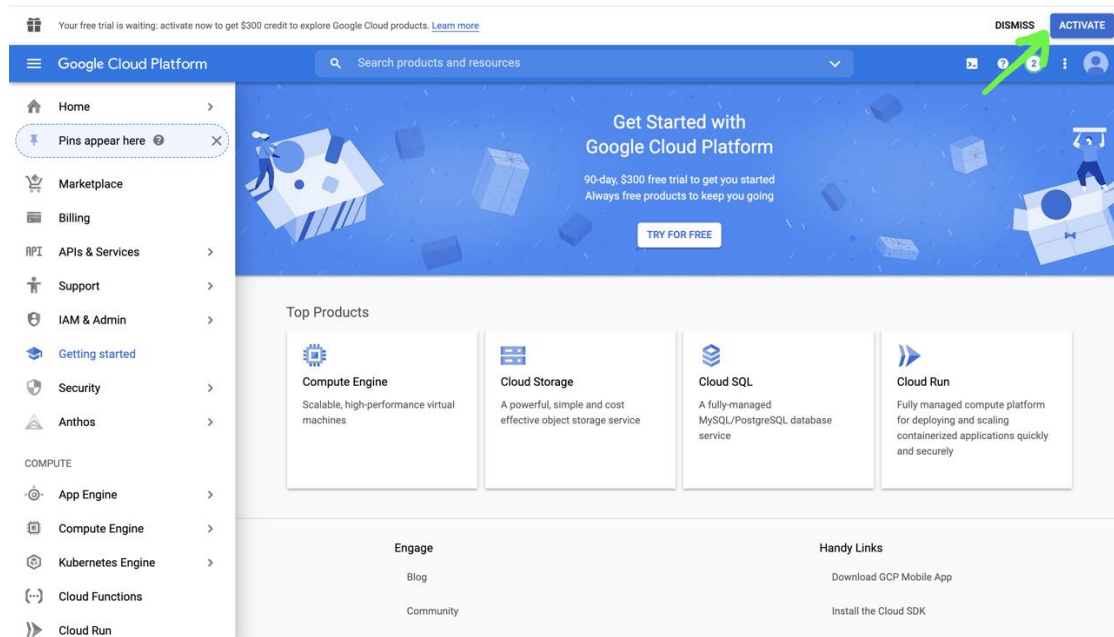 Your free trial is waiting: activate now to get $300 credit to explore Google Cloud products. Learn more
DISMISS
ACTIVATE
Google Cloud Platform
Search products and resources
2
Home
Pins appear here
Marketplace
Billing
API
APIs & Services
Support
IAM & Admin
Getting started
Security
Anthos
COMPUTE
App Engine
Compute Engine
Kubernetes Engine
Cloud Functions
Cloud Run
Get Started with
Google Cloud Platform
90-day, $300 free trial to get you started
Always free products to keep you going
TRY FOR FREE
Top Products
Compute Engine
Scalable, high-performance virtual
machines
Cloud Storage
A powerful, simple and cost
effective object storage service
Cloud SQL
A fully-managed
MySQL/PostgreSQL database
service
Cloud Run
Fully managed compute platform
for deploying and scaling
containerized applications quickly
and securely
Engage
Blog
Community
Handy Links
Download GCP Mobile App
Install the Cloud SDK